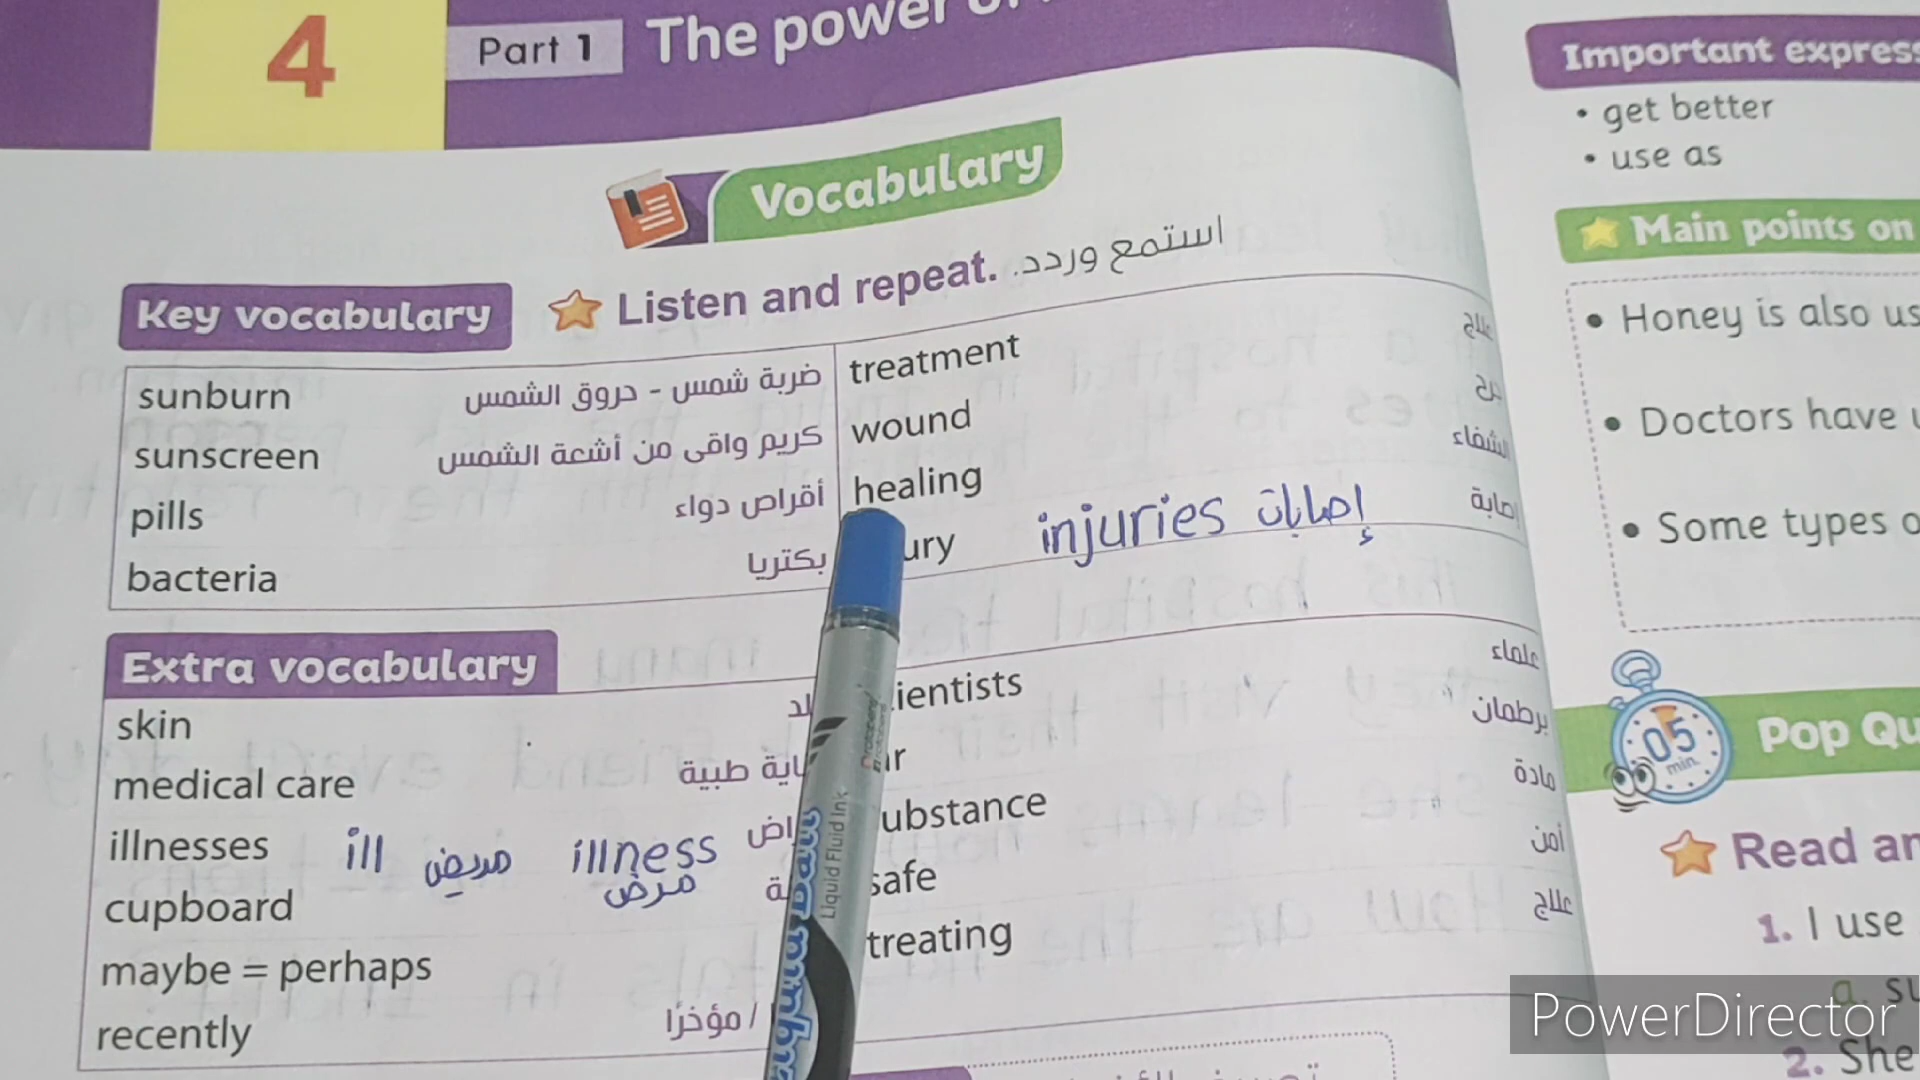 4
Part 1
The power
Vocabulary
Listen and repeat. استمع وردد.
Key vocabulary
sunburn ضربة شمس - حروق الشمس
sunscreen كريم واقى من أشعة الشمس
pills أقراص دواء
bacteria بكتريا
treatment علاج
wound جرح
healing الشفاء
ury injuries إصابات إصابة
Extra vocabulary
skin
medical care طبية
illnesses ill مريض illness
مرض
cupboard
maybe = perhaps
recently مؤخرًا /
ientists علماء
برطمان
ubstance مادة
safe آمن
treating علاج
Important express
• get better
• use as
Main points on
• Honey is also us
• Doctors have
• Some types o
05
min.
Pop Qu
Read an
1. I use
a. su
2. She
Liquid Fluid Ink
PowerDirector